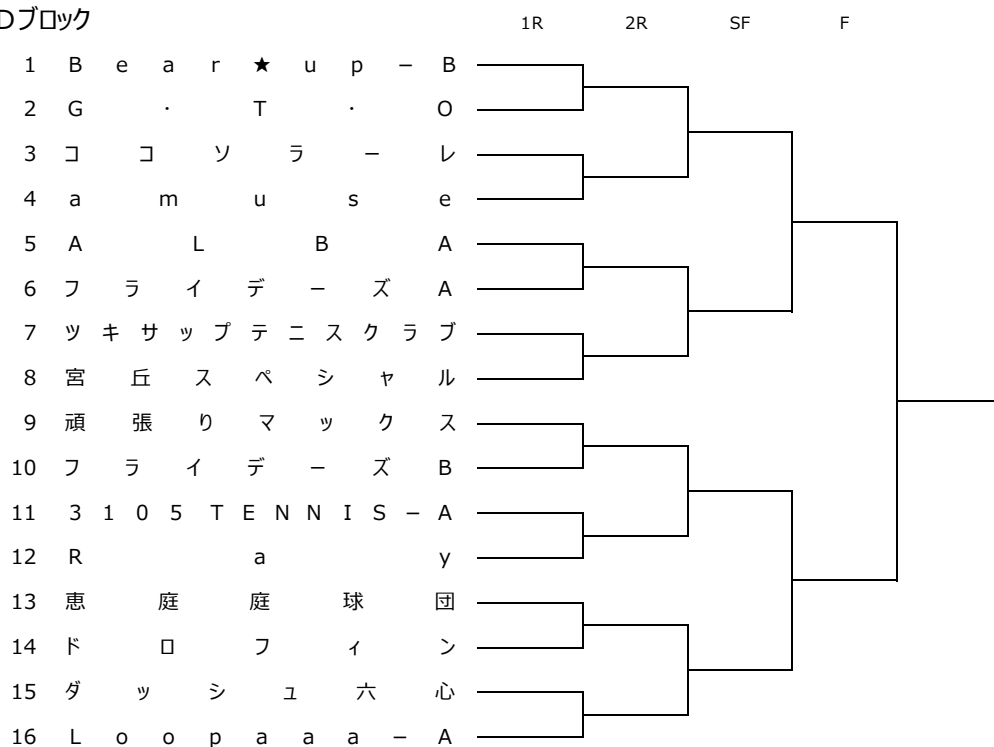 Dブロック
1R 2R SF F
1 Bear★up-B
2 G・T・O
3 ココソラーレ
4 amuse
5 ALBA
6 フライデーズA
7 ツキサップテニスクラブ
8 宮丘スペシャル
9 頑張りマックス
10 フライデーズB
11 3105TENNIS-A
12 Ray
13 恵庭庭球団
14 ドロフィン
15 ダッシュ六心
16 Loopaaa-A